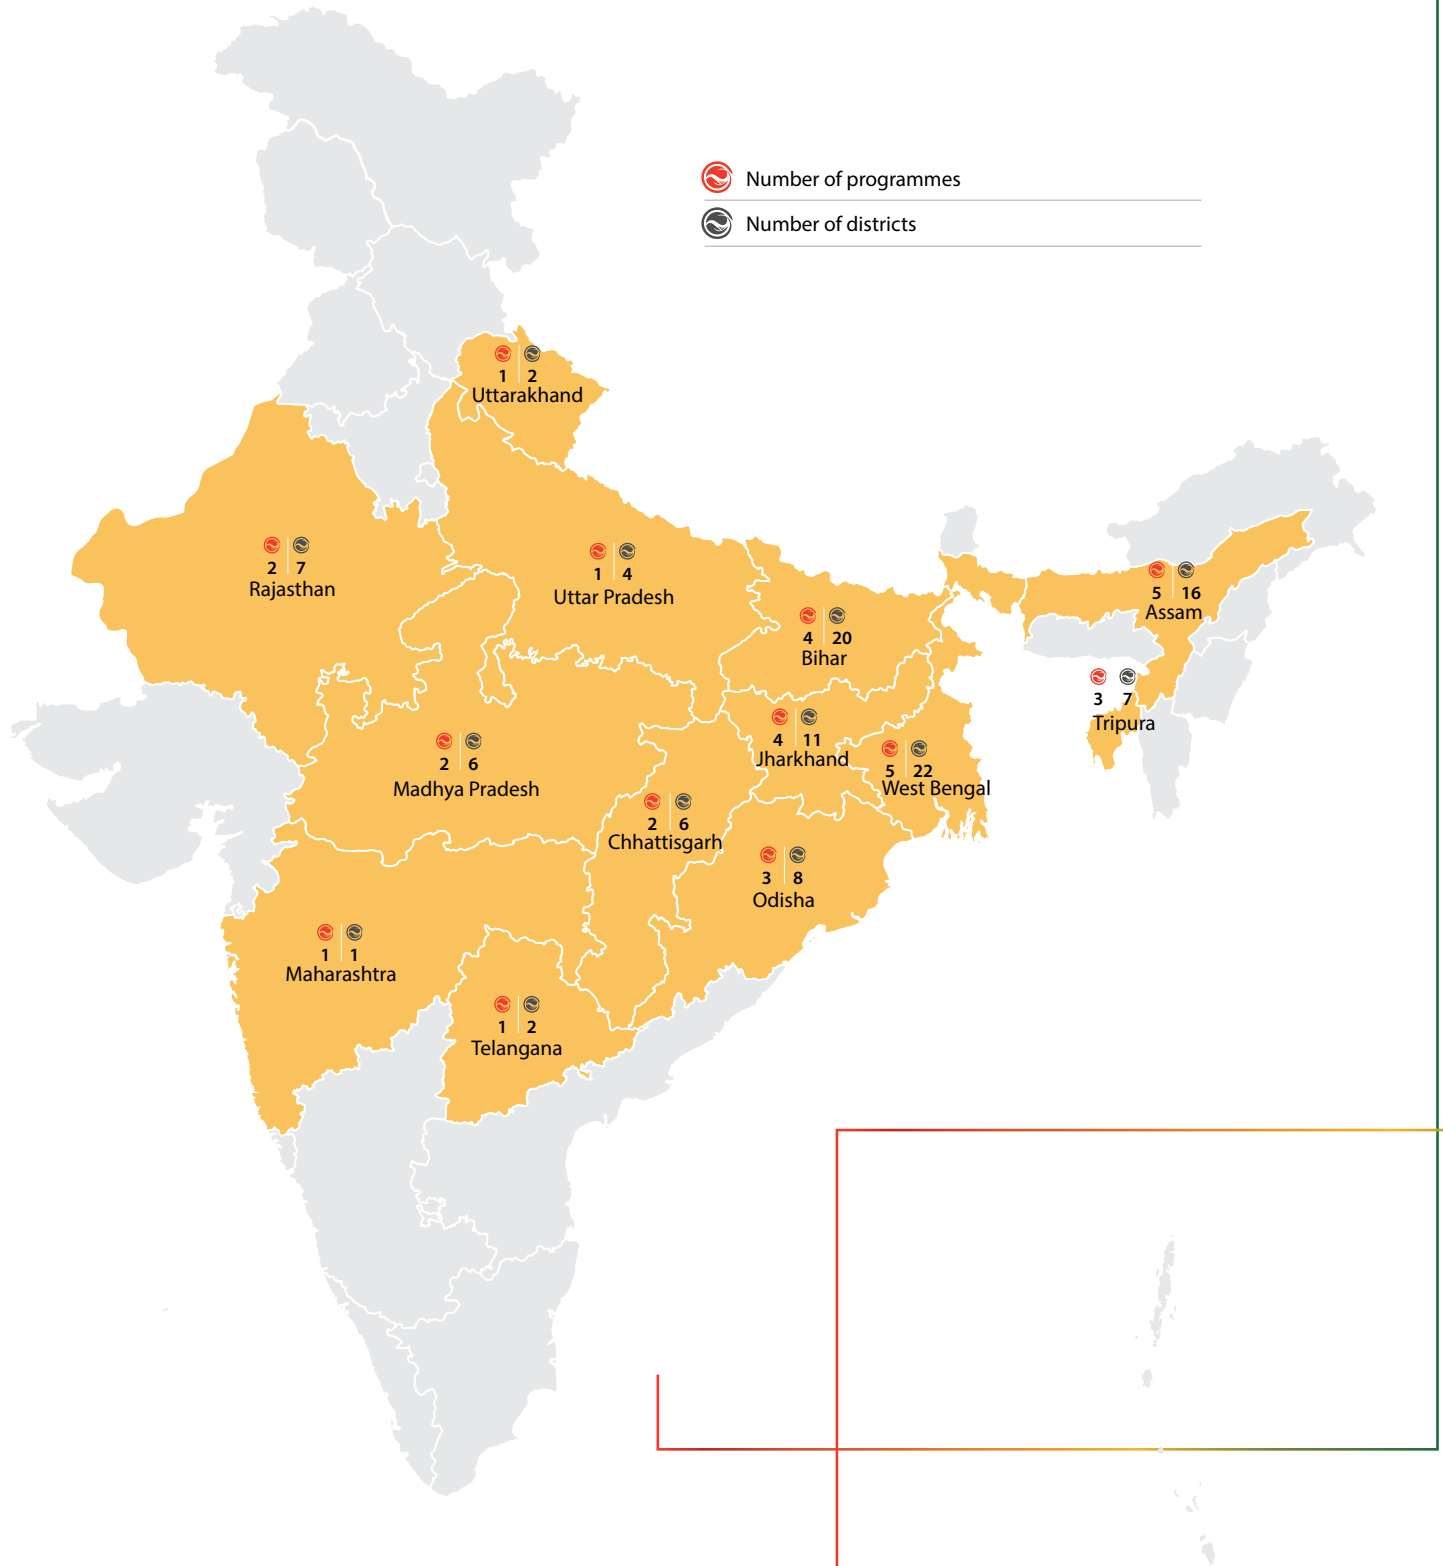 Number of programmes
Number of districts
1 2
Uttarakhand
2 7
Rajasthan
1 4
Uttar Pradesh
4 20
Bihar
5 16
Assam
3 7
Tripura
4 11
Jharkhand
2 6
Madhya Pradesh
5 22
West Bengal
2 6
Chhattisgarh
3 8
Odisha
1 1
Maharashtra
1 2
Telangana